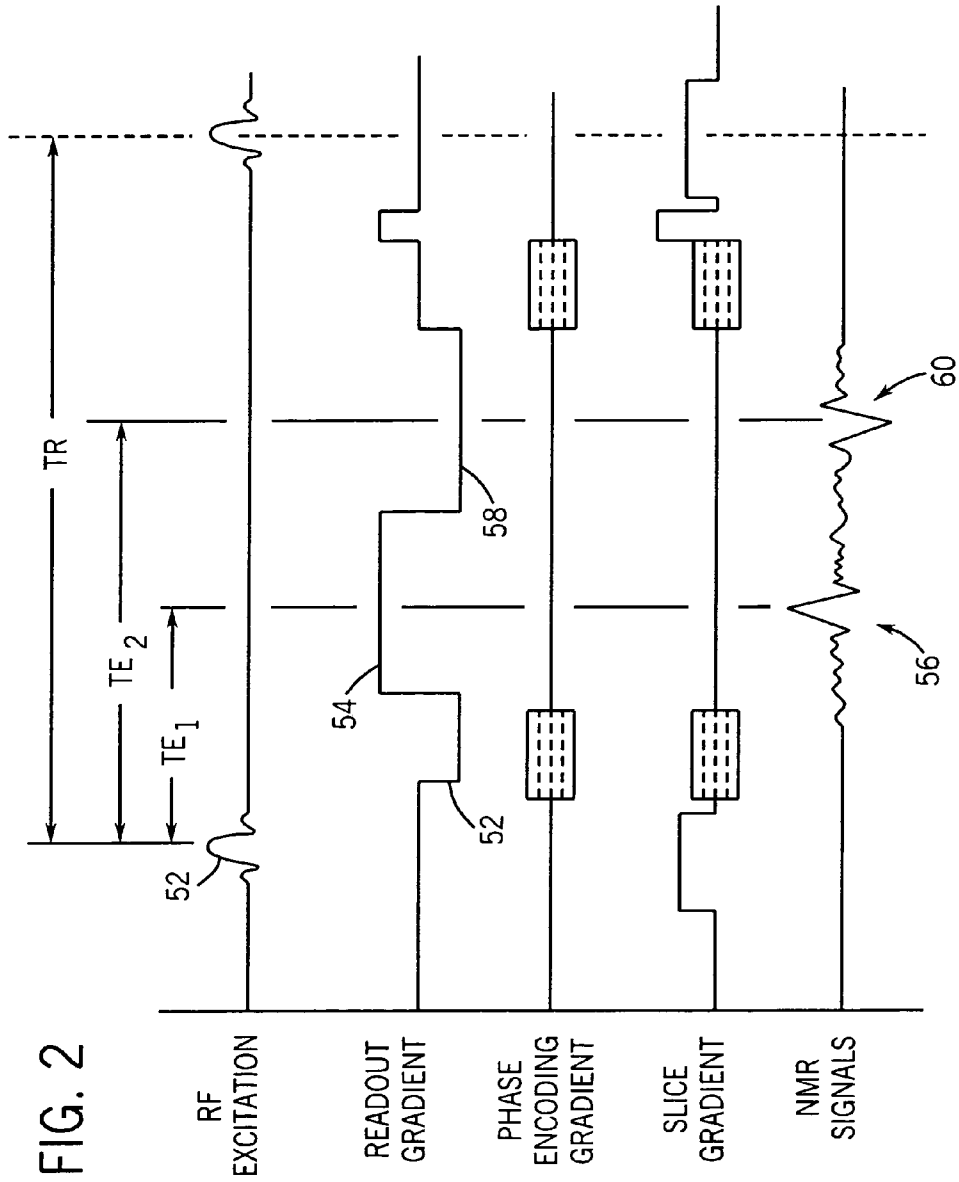 FIG. 2
TR
TE2
TE1
52
RF
EXCITATION
54
52
58
READOUT
GRADIENT
PHASE
ENCODING
GRADIENT
SLICE
GRADIENT
56
60
NMR
SIGNALS